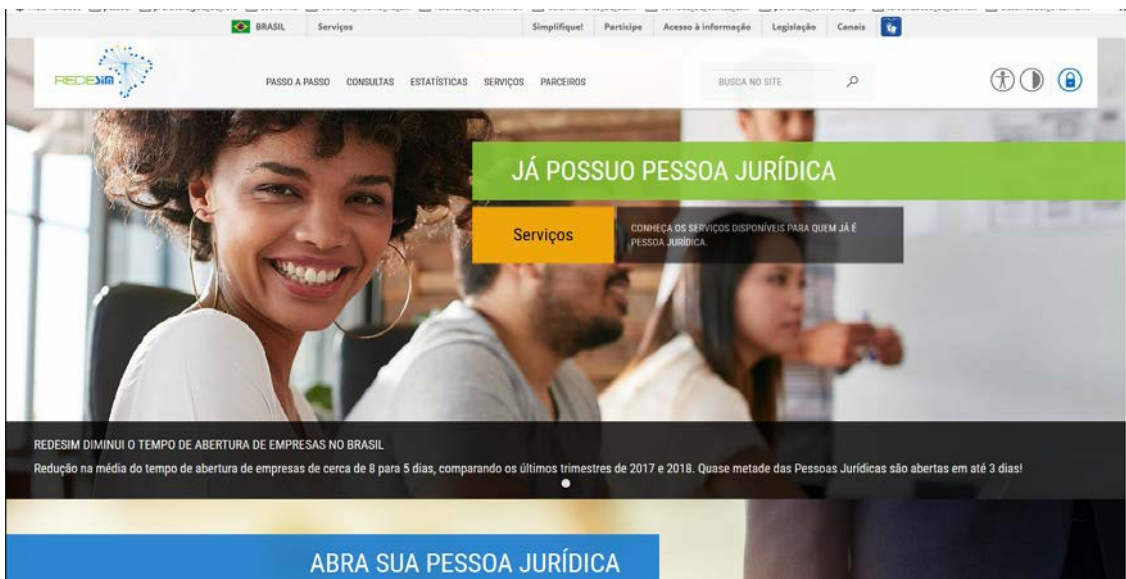 BRASIL Serviços Simplifique! Participe Acesso à informação Legislação Canais
REDESIM PASSO A PASSO CONSULTAS ESTATÍSTICAS SERVIÇOS PARCEIROS BUSCA NO SITE
JÁ POSSUO PESSOA JURÍDICA
Serviços
CONHEÇA OS SERVIÇOS DISPONÍVEIS PARA QUEM JÁ É
PESSOA JURÍDICA.
REDESIM DIMINUI O TEMPO DE ABERTURA DE EMPRESAS NO BRASIL
Redução na média do tempo de abertura de empresas de cerca de 8 para 5 dias, comparando os últimos trimestres de 2017 e 2018. Quase metade das Pessoas Jurídicas são abertas em até 3 dias!
ABRA SUA PESSOA JURÍDICA